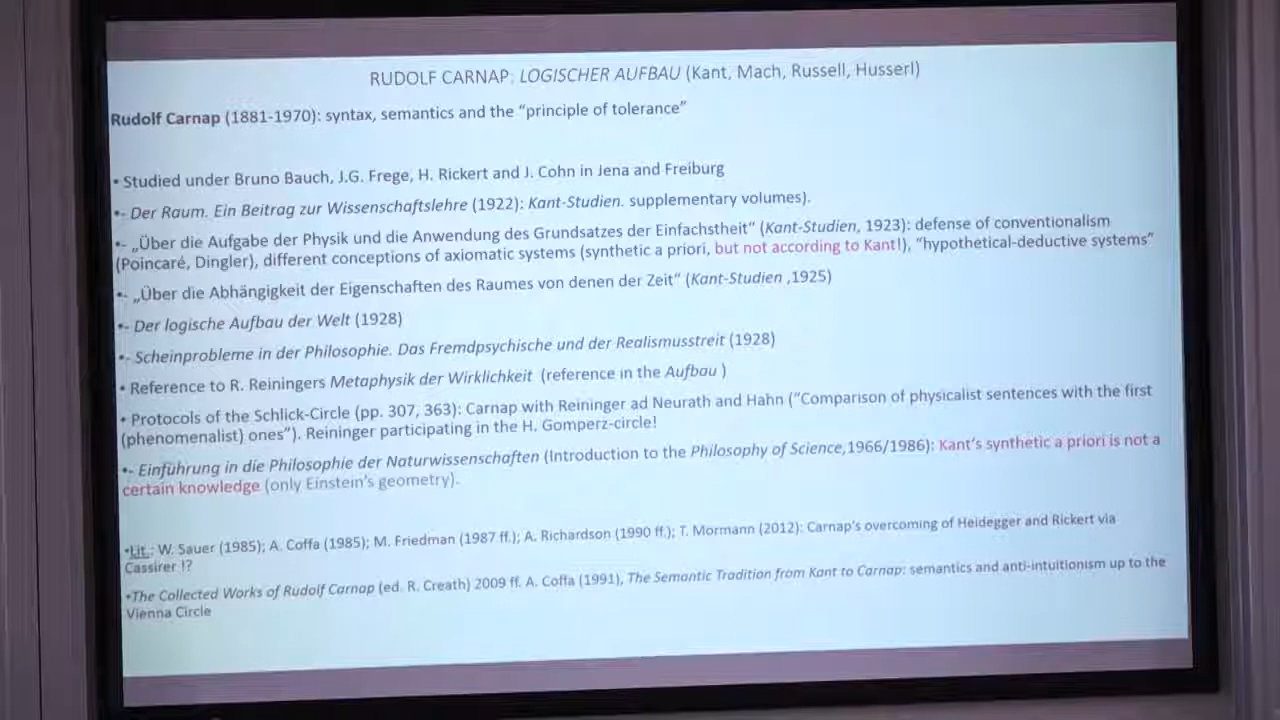 RUDOLF CARNAP: LOGISCHER AUFBAU (Kant, Mach, Russell, Husserl)
Rudolf Carnap (1881-1970): syntax, semantics and the “principle of tolerance”
• Studied under Bruno Bauch, J.G. Frege, H. Rickert and J. Cohn in Jena and Freiburg
•- Der Raum. Ein Beitrag zur Wissenschaftslehre (1922): Kant-Studien. supplementary volumes).
•- „Über die Aufgabe der Physik und die Anwendung des Grundsatzes der Einfachstheit“ (Kant-Studien, 1923): defense of conventionalism
(Poincaré, Dingler), different conceptions of axiomatic systems (synthetic a priori, but not according to Kant!), “hypothetical-deductive systems”
•- „Über die Abhängigkeit der Eigenschaften des Raumes von denen der Zeit“ (Kant-Studien ,1925)
•- Der logische Aufbau der Welt (1928)
•- Scheinprobleme in der Philosophie. Das Fremdpsychische und der Realismusstreit (1928)
• Reference to R. Reiningers Metaphysik der Wirklichkeit (reference in the Aufbau )
• Protocols of the Schlick-Circle (pp. 307, 363): Carnap with Reininger ad Neurath and Hahn (“Comparison of physicalist sentences with the first
(phenomenalist) ones”). Reininger participating in the H. Gomperz-circle!
•- Einführung in die Philosophie der Naturwissenschaften (Introduction to the Philosophy of Science,1966/1986): Kant’s synthetic a priori is not a
certain knowledge (only Einstein’s geometry).
•Lit.: W. Sauer (1985); A. Coffa (1985); M. Friedman (1987 ff.); A. Richardson (1990 ff.); T. Mormann (2012): Carnap’s overcoming of Heidegger and Rickert via
Cassirer !?
•The Collected Works of Rudolf Carnap (ed. R. Creath) 2009 ff. A. Coffa (1991), The Semantic Tradition from Kant to Carnap: semantics and anti-intuitionism up to the
Vienna Circle